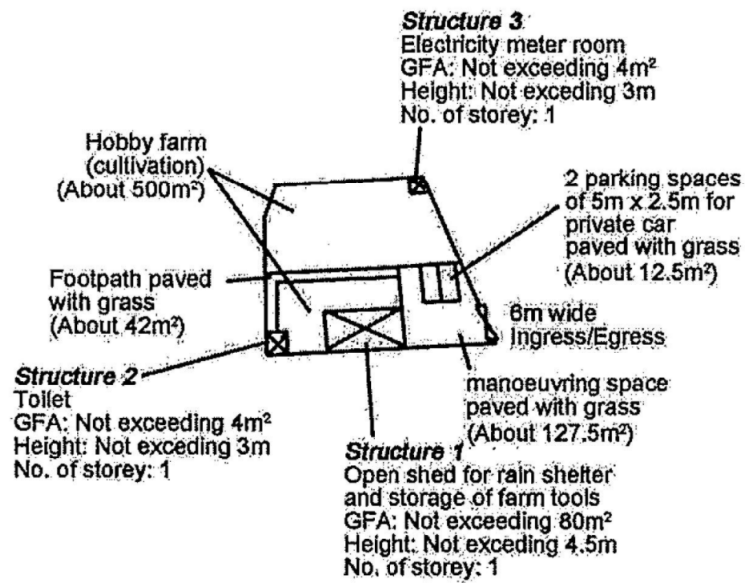 Structure 3
Electricity meter room
GFA: Not exceeding 4m²
Height: Not exceding 3m
No. of storey: 1
Hobby farm
(cultivation)
(About 500m²)
2 parking spaces
of 5m x 2.5m for
private car
paved with grass
(About 12.5m²)
Footpath paved
with grass
(About 42m²)
6m wide
Ingress/Egress
Structure 2
Toilet
GFA: Not exceeding 4m²
Height: Not exceding 3m
No. of storey: 1
manoeuvring space
paved with grass
(About 127.5m²)
Structure 1
Open shed for rain shelter
and storage of farm tools
GFA: Not exceeding 80m²
Height: Not exceding 4.5m
No. of storey: 1